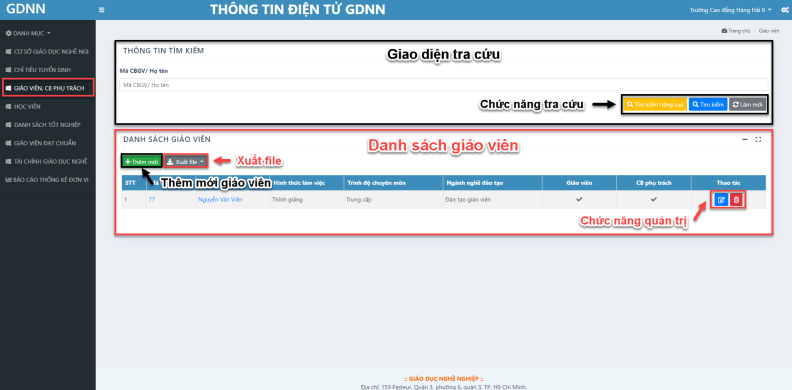 GDNN
THÔNG TIN ĐIỆN TỬ GDNN
Trường Cao đẳng Hàng Hải II
DANH MỤC
Trang chủ / Giáo viên
CƠ SỞ GIÁO DỤC NGHỀ NGI
CHỈ TIÊU TUYỂN SINH
GIÁO VIÊN, CB PHỤ TRÁCH
HỌC VIÊN
DANH SÁCH TỐT NGHIỆP
GIÁO VIÊN ĐẠT CHUẨN
TÀI CHÍNH GIÁO DỤC NGHỀ
BÁO CÁO THỐNG KÊ ĐƠN VỊ
THÔNG TIN TÌM KIẾM
Giao diện tra cứu
Mã CBGV/ Họ tên
Mã CBGV/ Họ tên
Chức năng tra cứu
Tìm kiếm nâng cao
Tìm kiếm
Làm mới
DANH SÁCH GIÁO VIÊN
Danh sách giáo viên
Thêm mới
Xuất file
Xuất file
Thêm mới giáo viên
STT
Hình thức làm việc
Trình độ chuyên môn
Ngành nghề đào tạo
Giáo viên
CB phụ trách
Thao tác
1
77
Nguyễn Văn Viên
Thỉnh giảng
Trung cấp
Đào tạo giáo viên
Chức năng quản trị
:: GIÁO DỤC NGHỀ NGHIỆP ::
Địa chỉ: 159 Pasteur, Quận 3, phường 6, quận 3, TP. Hồ Chí Minh.